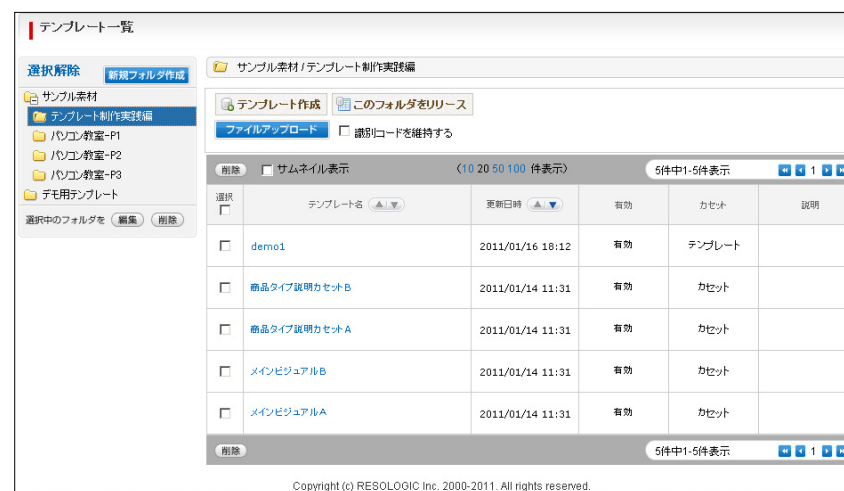 テンプレート一覧
選択解除 新規フォルダ作成
サンプル素材
テンプレート制作実践編
パソコン教室-P1
パソコン教室-P2
パソコン教室-P3
デモ用テンプレート
選択中のフォルダを 編集 削除
サンプル素材 / テンプレート制作実践編
テンプレート作成 このフォルダをリリース
ファイルアップロード 識別コードを維持する
削除 サムネイル表示 (10 20 50 100 件表示) 5件中1-5件表示 1
選択 テンプレート名 ▲ ▼ 更新日時 ▲ ▼ 有効 カセット 説明
demo1 2011/01/16 18:12 有効 テンプレート
商品タイプ説明カセットB 2011/01/14 11:31 有効 カセット
商品タイプ説明カセットA 2011/01/14 11:31 有効 カセット
メインビジュアルB 2011/01/14 11:31 有効 カセット
メインビジュアルA 2011/01/14 11:31 有効 カセット
削除 5件中1-5件表示 1
Copyright (c) RESOLOGIC Inc. 2000-2011. All rights reserved.